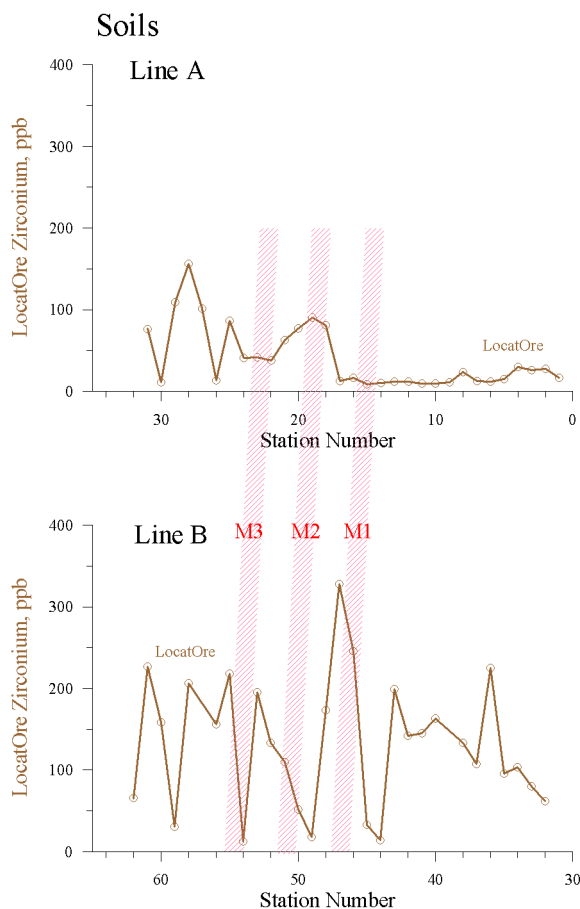 Soils
Line A
LocatOre Zirconium, ppb
400
300
200
100
0
LocatOre
30
20
10
0
Station Number
Line B
M3
M2
M1
LocatOre Zirconium, ppb
400
300
200
100
0
LocatOre
60
50
40
30
Station Number